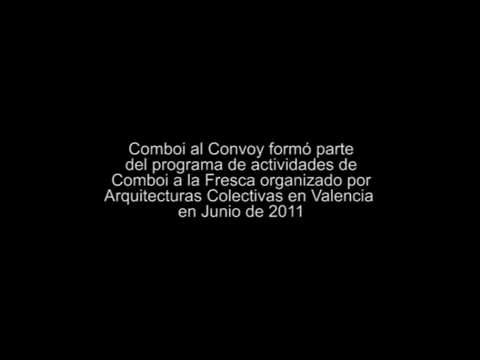 Comboi al Convoy formó parte
del programa de actividades de
Comboi a la Fresca organizado por
Arquitecturas Colectivas en Valencia
en Junio de 2011